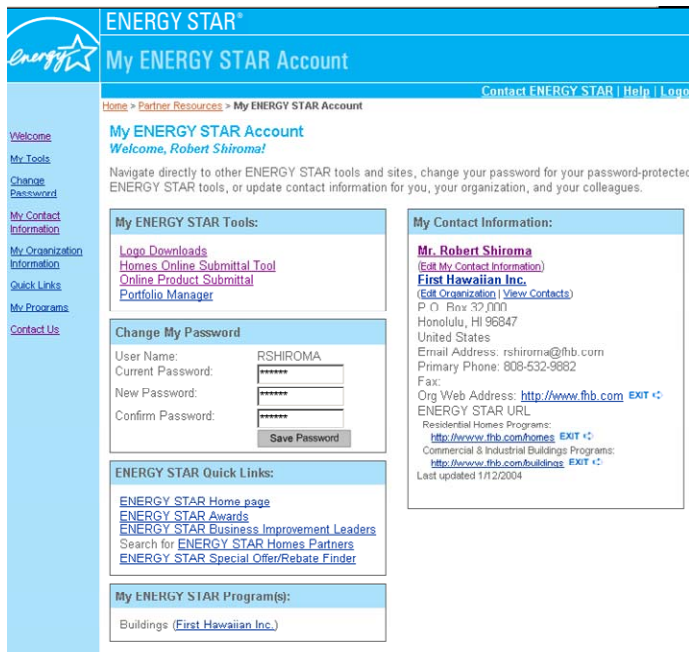 ENERGY STAR®
energy
My ENERGY STAR Account
Contact ENERGY STAR | Help | Logo
Home > Partner Resources > My ENERGY STAR Account
Welcome
My Tools
Change
Password
My Contact
Information
My Organization
Information
Quick Links
My Programs
Contact Us
My ENERGY STAR Account
Welcome, Robert Shiroma!
Navigate directly to other ENERGY STAR tools and sites, change your password for your password-protected
ENERGY STAR tools, or update contact information for you, your organization, and your colleagues.
My ENERGY STAR Tools:
Logo Downloads
Homes Online Submittal Tool
Online Product Submittal
Portfolio Manager
Change My Password
User Name: RSHIROMA
Current Password: ******
New Password: ******
Confirm Password: ******
Save Password
ENERGY STAR Quick Links:
ENERGY STAR Home page
ENERGY STAR Awards
ENERGY STAR Business Improvement Leaders
Search for ENERGY STAR Homes Partners
ENERGY STAR Special Offer/Rebate Finder
My ENERGY STAR Program(s):
Buildings (First Hawaiian Inc.)
My Contact Information:
Mr. Robert Shiroma
(Edit My Contact Information)
First Hawaiian Inc.
(Edit Organization | View Contacts)
P.O. Box 32,000
Honolulu, HI 96847
United States
Email Address: rshiroma@fhb.com
Primary Phone: 808-532-9882
Fax:
Org Web Address: http://www.fhb.com EXIT
ENERGY STAR URL
Residential Homes Programs:
http://www.fhb.com/homes EXIT
Commercial & Industrial Buildings Programs:
http://www.fhb.com/buildings EXIT
Last updated 1/12/2004